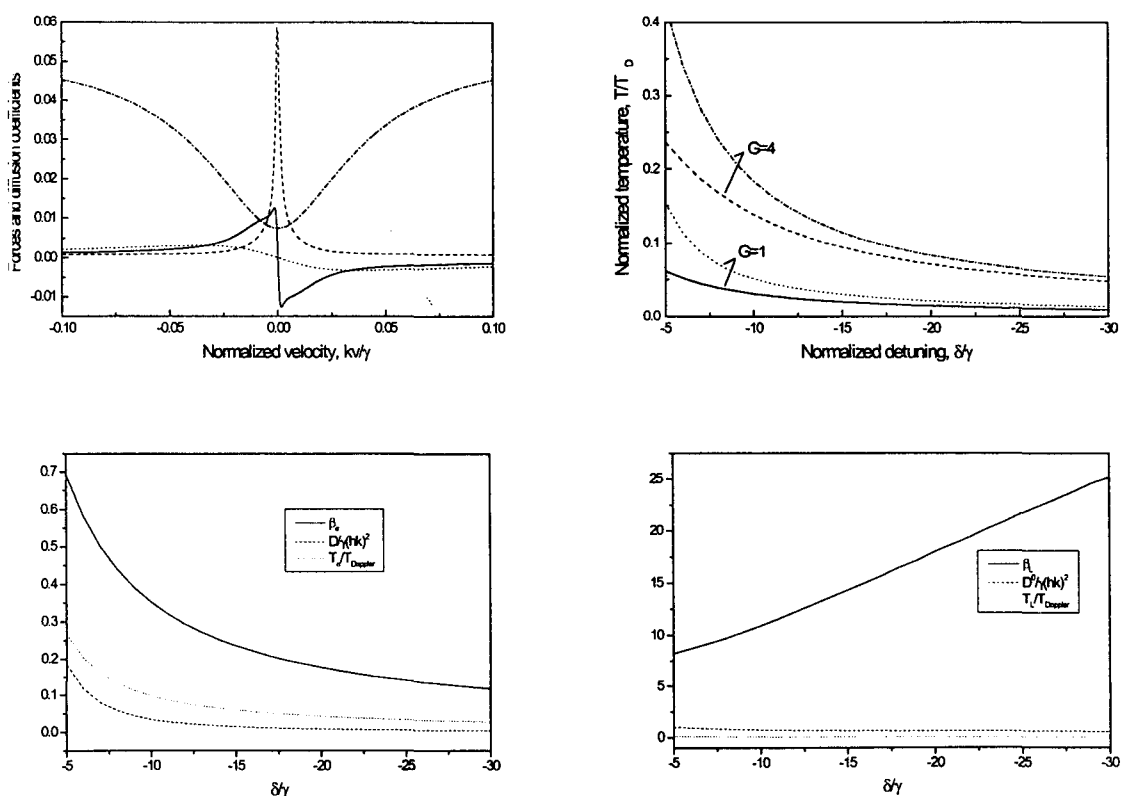 0.06
0.05
0.04
0.03
0.02
0.01
0.00
-0.01
Forces and diffusion coefficients
-0.10 -0.05 0.00 0.05 0.10
Normalized velocity, kv/γ
0.4
0.3
0.2
0.1
0.0
Normalized temperature, T/T_D
G=4
G=1
-5 -10 -15 -20 -25 -30
Normalized detuning, δ/γ
0.7
0.6
0.5
0.4
0.3
0.2
0.1
0.0
D/γ(hk)²
T_e/T_Doppler
-5 -10 -15 -20 -25 -30
δ/γ
25
20
15
10
5
0
β_L
D⁰/γ(hk)²
T_L/T_Doppler
-5 -10 -15 -20 -25 -30
δ/γ